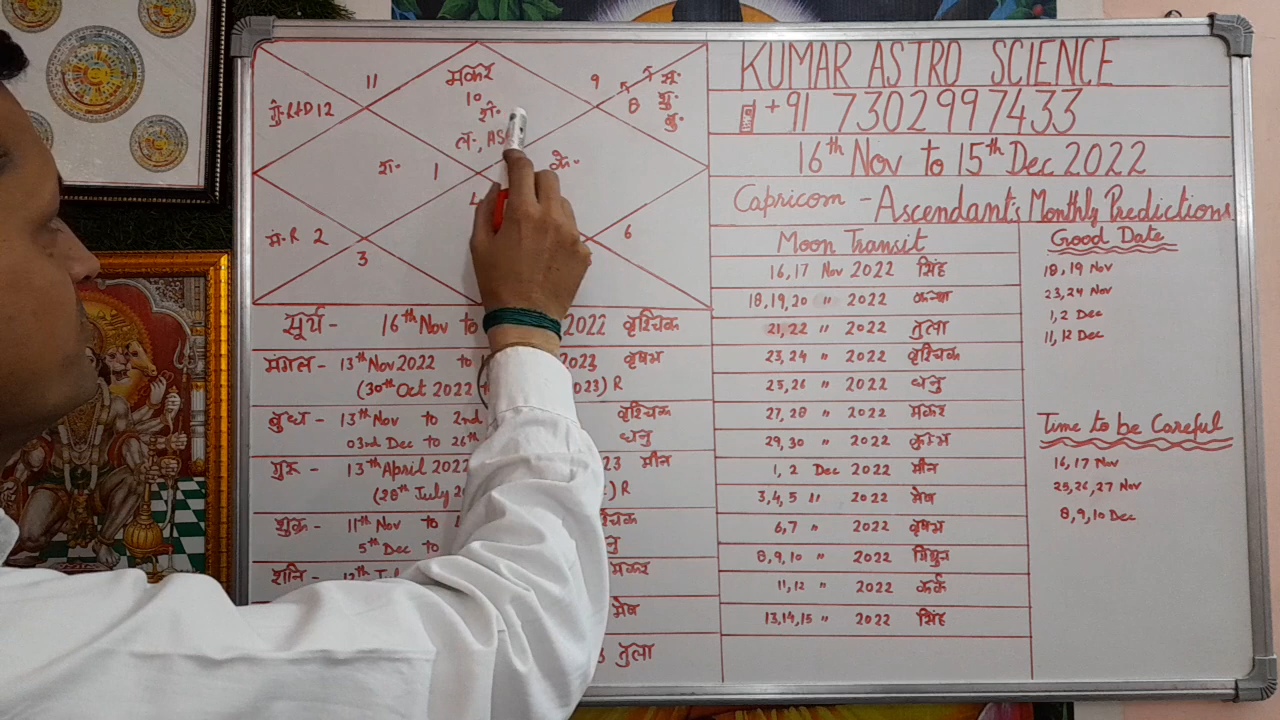 KUMAR ASTRO SCIENCE
+91 7302997433
16th Nov to 15th Dec 2022
Capricorn - Ascendant's Monthly Predictions
11
मकर
10
श॰
ल॰, AS
9
सू॰
8
शु॰
बु॰
12
1
के॰
मं॰ R 2
3
6
सूर्य - 16th Nov to 2022 वृश्चिक
मंगल - 13th Nov 2022 to 2023 वृषभ
(30th Oct 2022 2023) R
बुध - 13th Nov to 2nd वृश्चिक
03rd Dec to 26th धनु
गुरू - 13th April 2022 23 मीन
(28th July ) R
शुक्र - 11th Nov to
5th Dec to
शनि - मकर
मेष
तुला
Moon Transit
16, 17 Nov 2022 सिंह
18, 19, 20 " 2022 कन्या
21, 22 " 2022 तुला
23, 24 " 2022 वृश्चिक
25, 26 " 2022 धनु
27, 28 " 2022 मकर
29, 30 " 2022 कुम्भ
1, 2 Dec 2022 मीन
3, 4, 5 " 2022 मेष
6, 7 " 2022 वृषभ
8, 9, 10 " 2022 मिथुन
11, 12 " 2022 कर्क
13, 14, 15 " 2022 सिंह
Good Date
18, 19 Nov
23, 24 Nov
1, 2 Dec
11, 12 Dec
Time to be Careful
16, 17 Nov
25, 26, 27 Nov
8, 9, 10 Dec